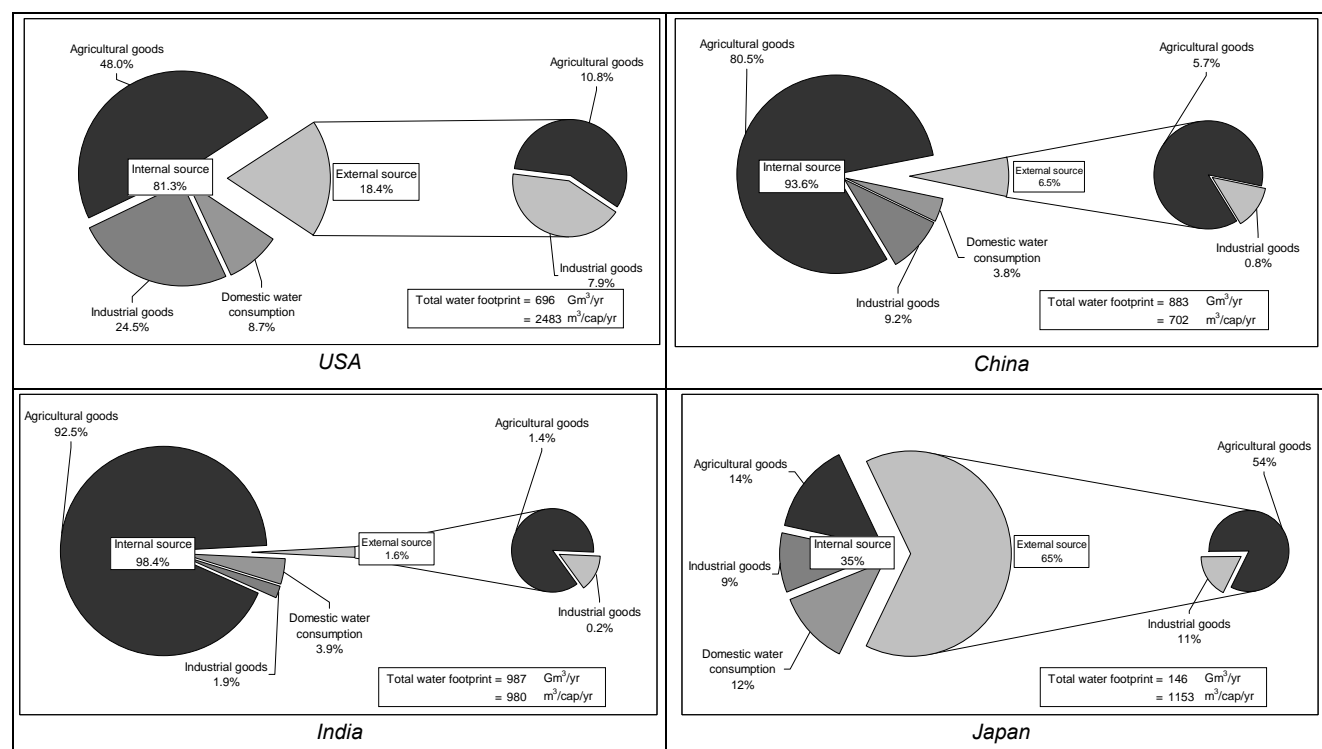 Agricultural goods
48.0%
Agricultural goods
10.8%
Internal source
81.3%
External source
18.4%
Industrial goods
24.5%
Domestic water
consumption
8.7%
Industrial goods
7.9%
Total water footprint = 696 Gm³/yr
= 2483 m³/cap/yr
USA
Agricultural goods
80.5%
Agricultural goods
5.7%
Internal source
93.6%
External source
6.5%
Domestic water
consumption
3.8%
Industrial goods
9.2%
Industrial goods
0.8%
Total water footprint = 883 Gm³/yr
= 702 m³/cap/yr
China
Agricultural goods
92.5%
Agricultural goods
1.4%
Internal source
98.4%
External source
1.6%
Domestic water
consumption
3.9%
Industrial goods
1.9%
Industrial goods
0.2%
Total water footprint = 987 Gm³/yr
= 980 m³/cap/yr
India
Agricultural goods
14%
Agricultural goods
54%
Internal source
35%
External source
65%
Industrial goods
9%
Domestic water
consumption
12%
Industrial goods
11%
Total water footprint = 146 Gm³/yr
= 1153 m³/cap/yr
Japan